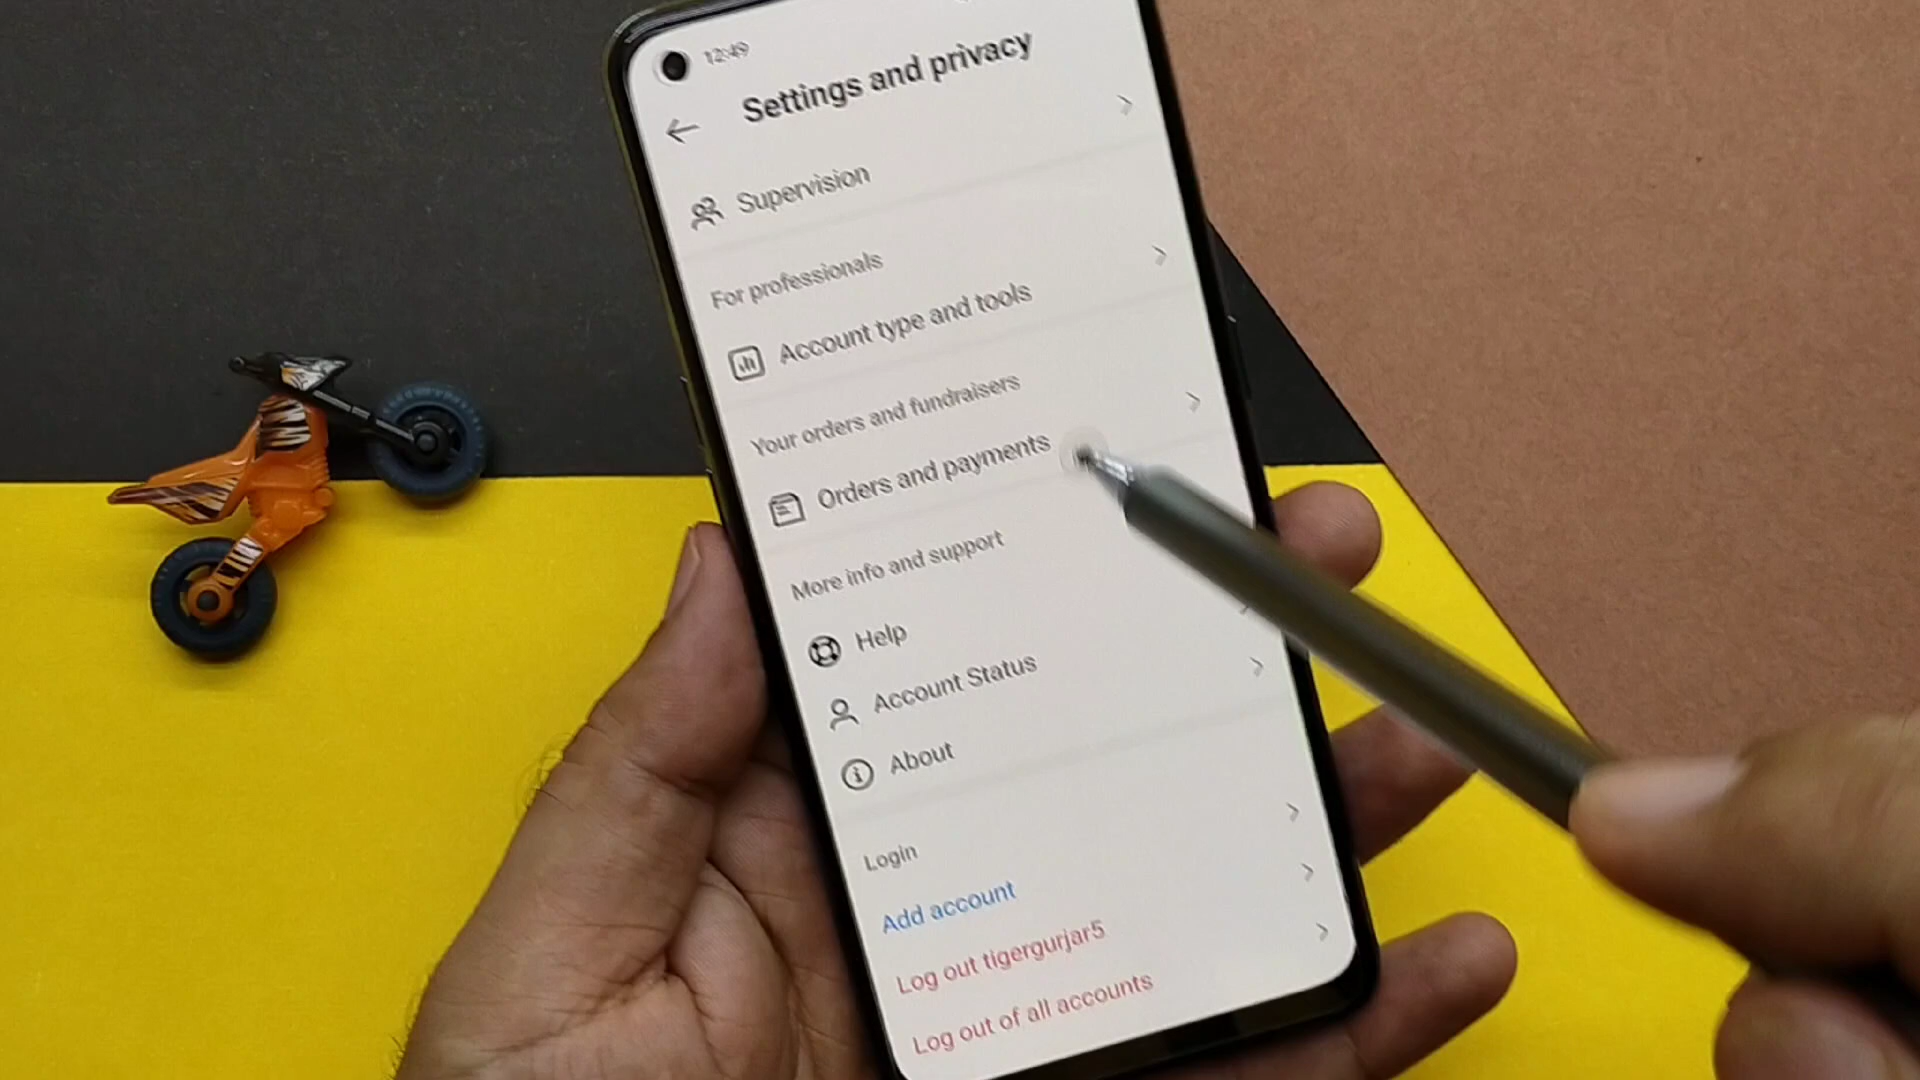 12:49
Settings and privacy
Supervision
For professionals
Account type and tools
Your orders and fundraisers
Orders and payments
More info and support
Help
Account Status
About
Login
Add account
Log out tigergurjar5
Log out of all accounts